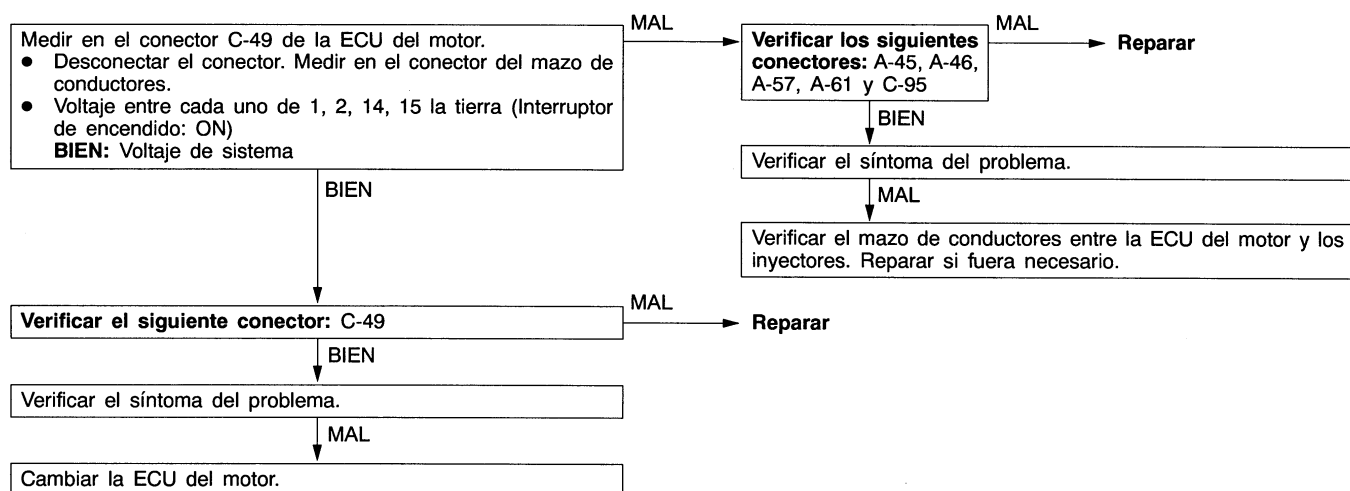 Medir en el conector C-49 de la ECU del motor.
● Desconectar el conector. Medir en el conector del mazo de
conductores.
● Voltaje entre cada uno de 1, 2, 14, 15 la tierra (Interruptor
de encendido: ON)
BIEN: Voltaje de sistema
MAL
Verificar los siguientes
conectores: A-45, A-46,
A-57, A-61 y C-95
MAL
Reparar
BIEN
Verificar el síntoma del problema.
MAL
Verificar el mazo de conductores entre la ECU del motor y los
inyectores. Reparar si fuera necesario.
BIEN
Verificar el siguiente conector: C-49
MAL
Reparar
BIEN
Verificar el síntoma del problema.
MAL
Cambiar la ECU del motor.